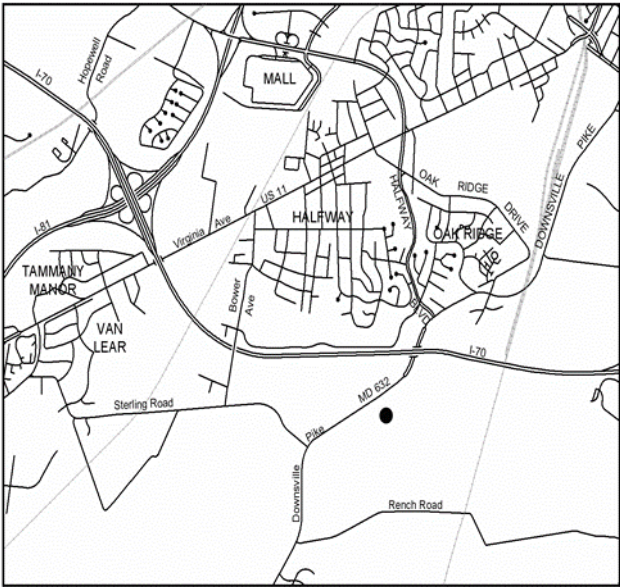 I-70
Hopewell
Road
MALL
OAK
RIDGE
DRIVE
DOWNSVILLE
PIKE
HALFWAY
BLVD
US 11
Virginia Ave
HALFWAY
OAK RIDGE
I-81
TAMMANY
MANOR
Bower
Ave
VAN
LEAR
I-70
Sterling Road
MD 632
Downsville
Pike
Rench Road